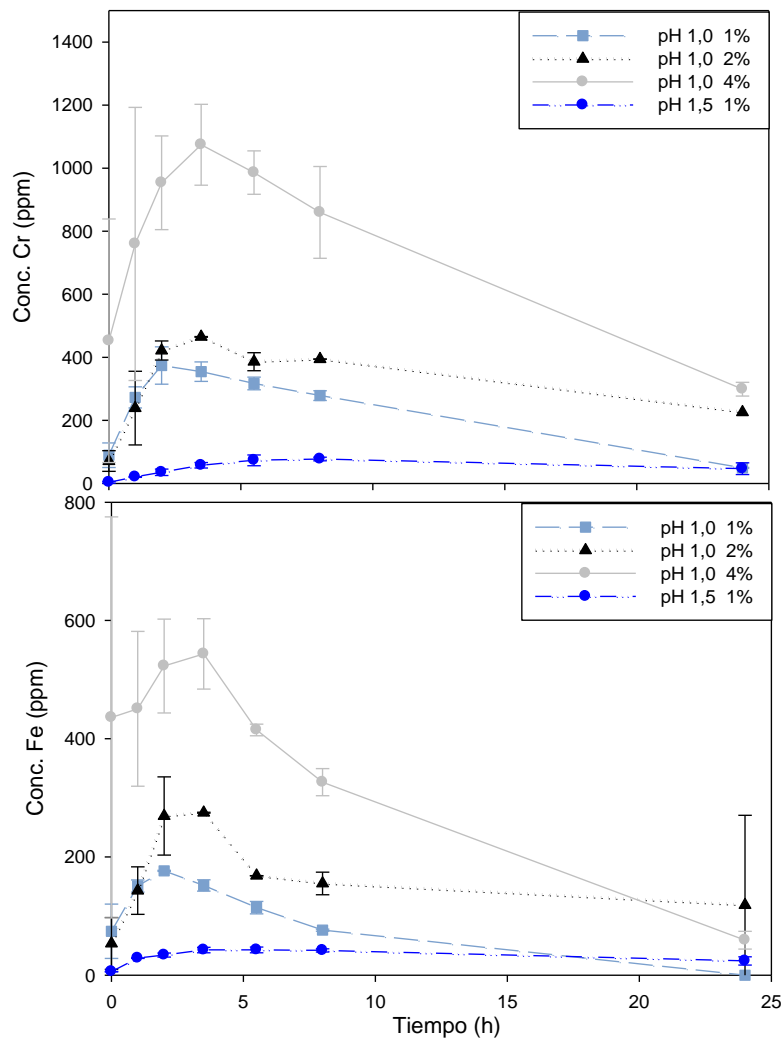 1400
1200
1000
800
600
400
200
0
Conc. Cr (ppm)
pH 1,0 1%
pH 1,0 2%
pH 1,0 4%
pH 1,5 1%
800
600
400
200
0
Conc. Fe (ppm)
pH 1,0 1%
pH 1,0 2%
pH 1,0 4%
pH 1,5 1%
0 5 10 15 20 25
Tiempo (h)